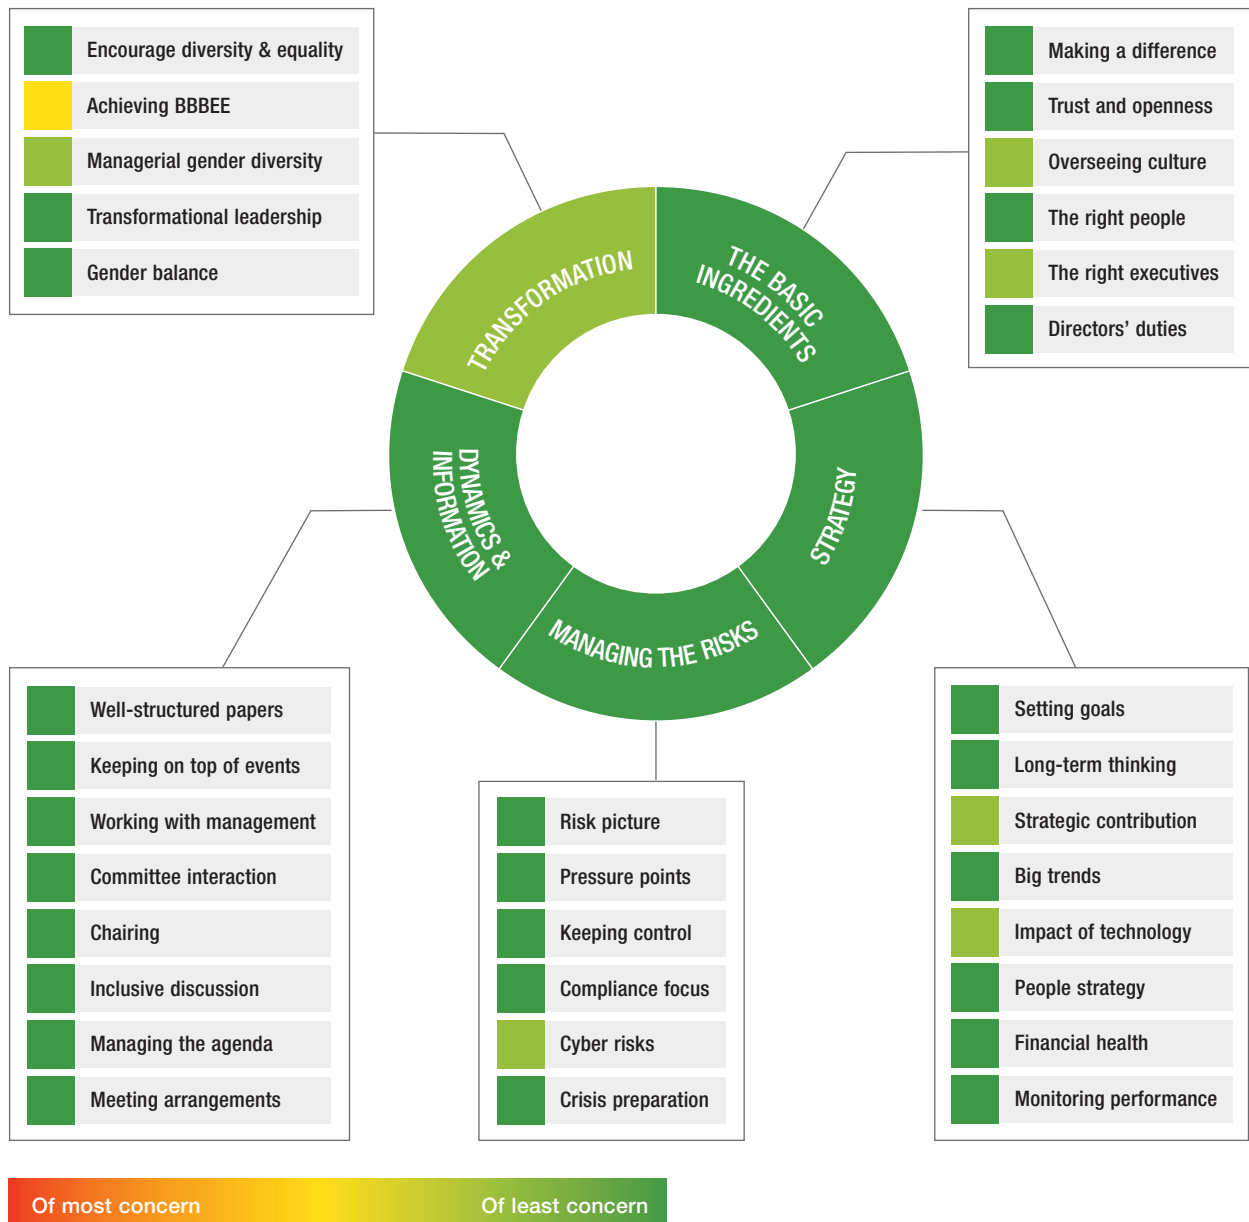 Encourage diversity & equality
Achieving BBBEE
Managerial gender diversity
Transformational leadership
Gender balance
Making a difference
Trust and openness
Overseeing culture
The right people
The right executives
Directors’ duties
TRANSFORMATION
THE BASIC
INGREDIENTS
STRATEGY
MANAGING THE RISKS
DYNAMICS &
INFORMATION
Well-structured papers
Keeping on top of events
Working with management
Committee interaction
Chairing
Inclusive discussion
Managing the agenda
Meeting arrangements
Risk picture
Pressure points
Keeping control
Compliance focus
Cyber risks
Crisis preparation
Setting goals
Long-term thinking
Strategic contribution
Big trends
Impact of technology
People strategy
Financial health
Monitoring performance
Of most concern
Of least concern